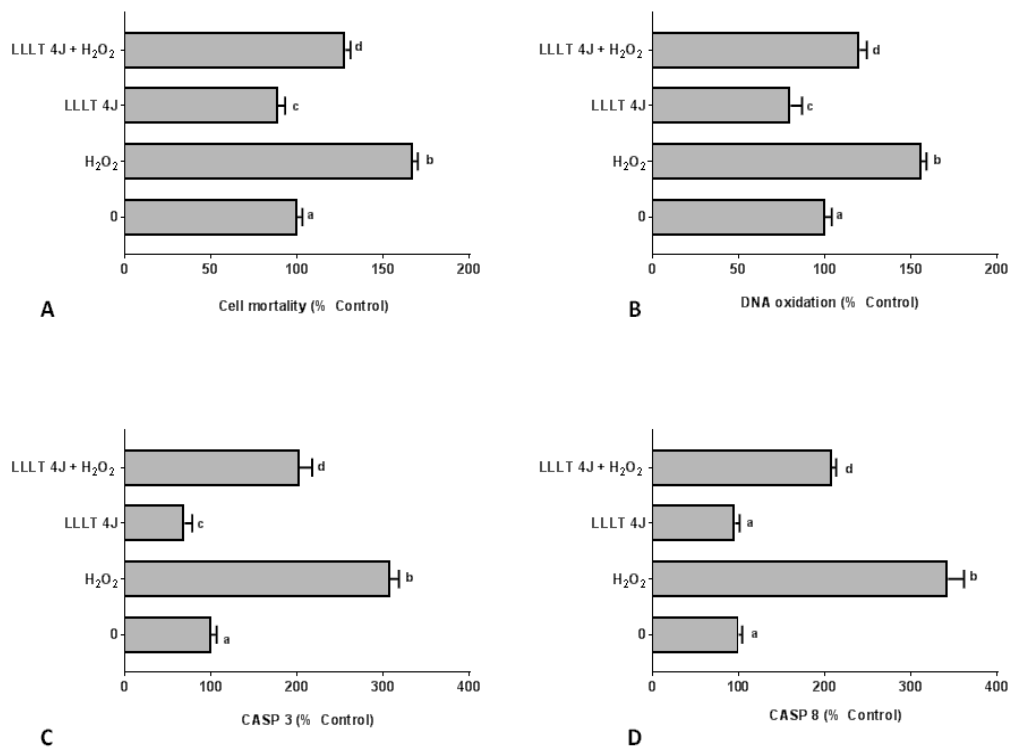 LLLT 4J + H₂O₂
d
LLLT 4J
c
H₂O₂
b
0
a
0 50 100 150 200
A
Cell mortality (% Control)
LLLT 4J + H₂O₂
d
LLLT 4J
c
H₂O₂
b
0
a
0 50 100 150 200
B
DNA oxidation (% Control)
LLLT 4J + H₂O₂
d
LLLT 4J
c
H₂O₂
b
0
a
0 100 200 300 400
C
CASP 3 (% Control)
LLLT 4J + H₂O₂
d
LLLT 4J
a
H₂O₂
b
0
a
0 100 200 300 400
D
CASP 8 (% Control)